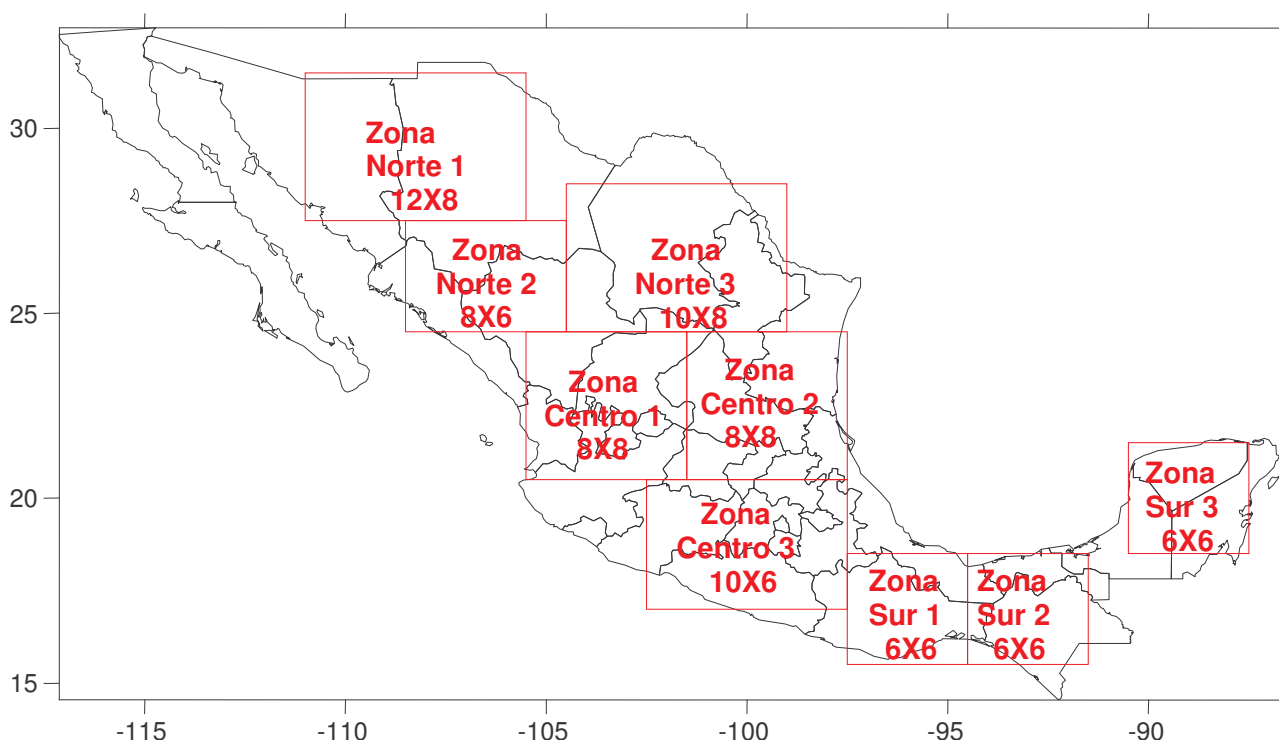 30
25
20
15
Zona
Norte 1
12X8
Zona
Norte 2
8X6
Zona
Norte 3
10X8
Zona
Centro 1
8X8
Zona
Centro 2
8X8
Zona
Centro 3
10X6
Zona
Sur 1
6X6
Zona
Sur 2
6X6
Zona
Sur 3
6X6
-115 -110 -105 -100 -95 -90